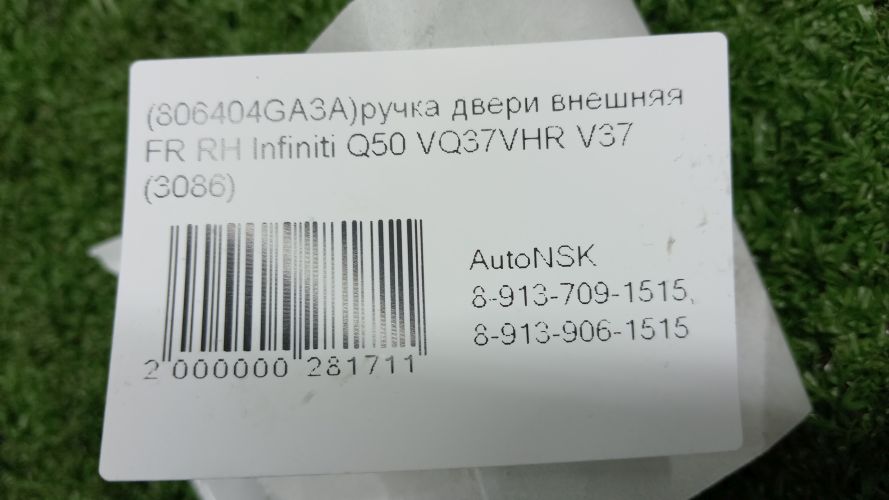 (806404GA3A)ручка двери внешняя
FR RH Infiniti Q50 VQ37VHR V37
(3086)
AutoNSK
8-913-709-1515,
8-913-906-1515
2 000000 281711